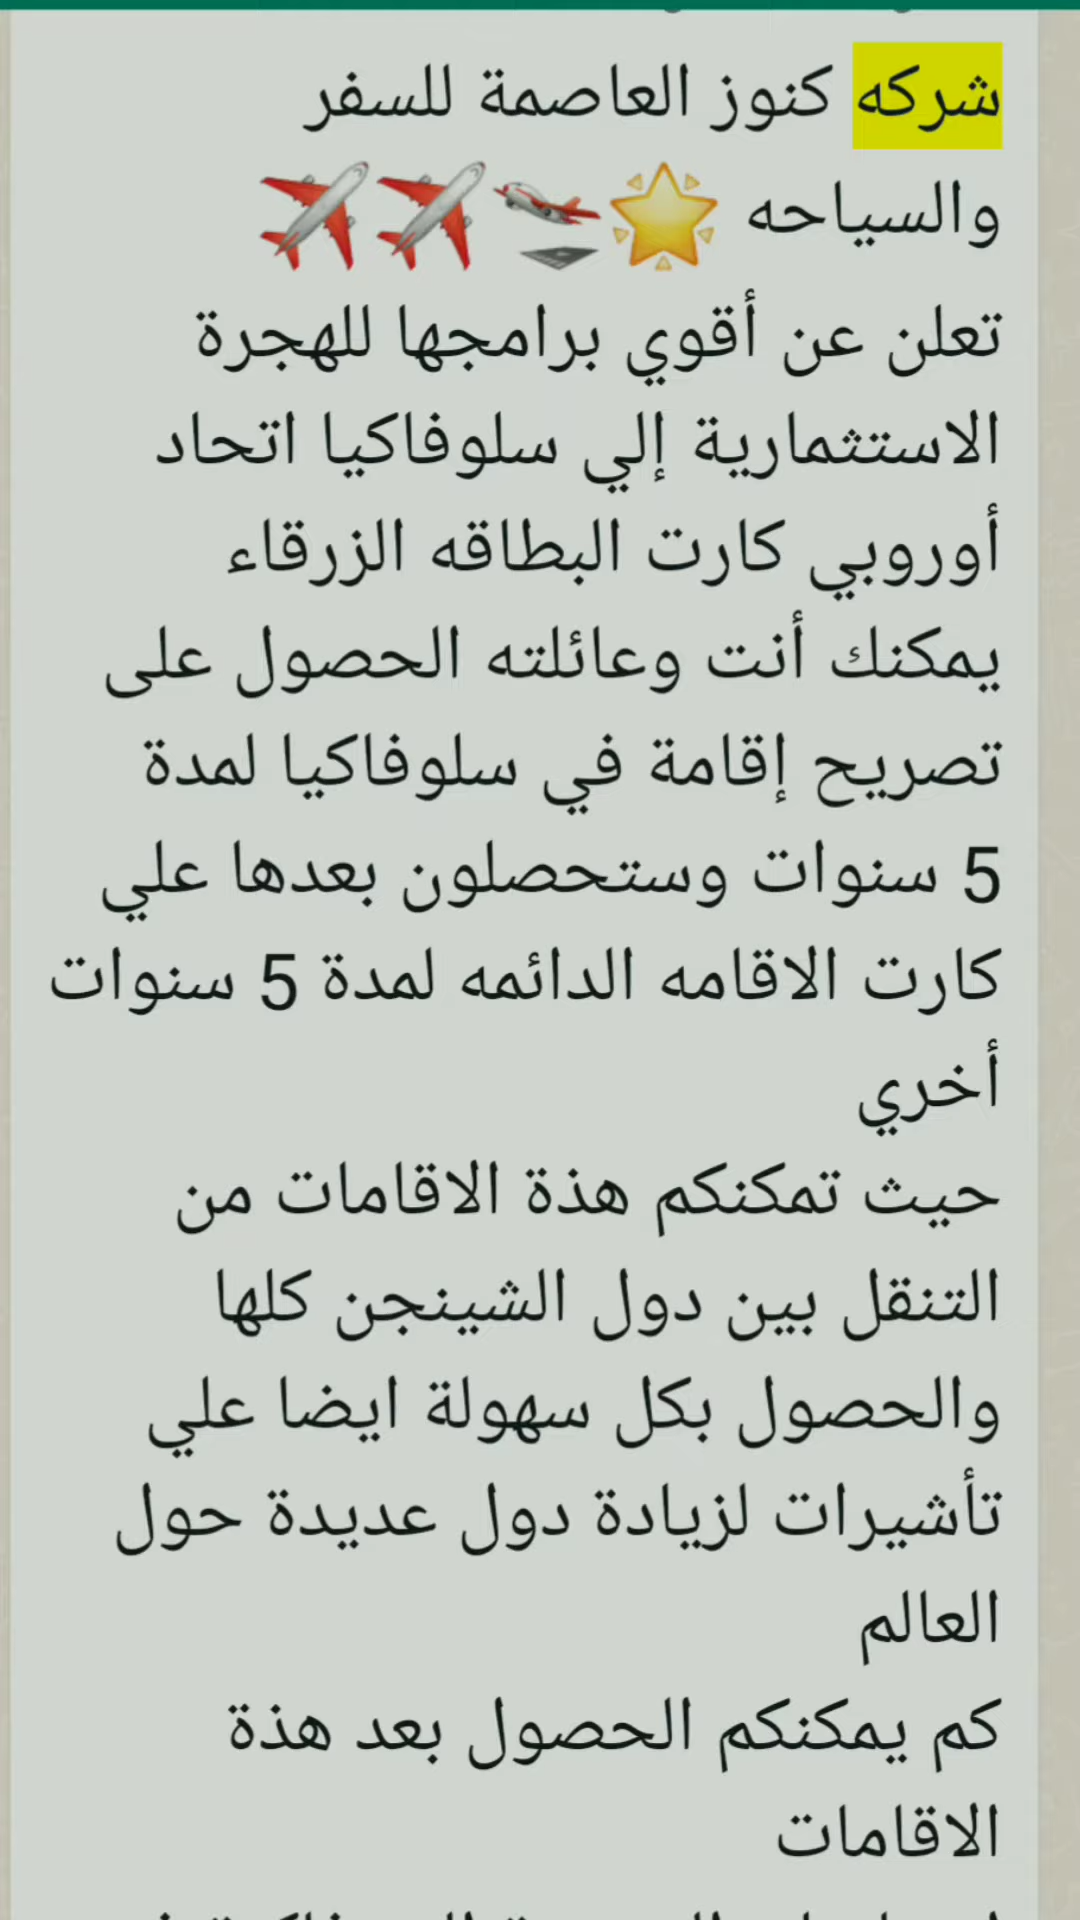 شركه كنوز العاصمة للسفر
والسياحه 🌟🛬✈️✈️
تعلن عن أقوي برامجها للهجرة
الاستثمارية إلي سلوفاكيا اتحاد
أوروبي كارت البطاقه الزرقاء
يمكنك أنت وعائلته الحصول على
تصريح إقامة في سلوفاكيا لمدة
5 سنوات وستحصلون بعدها علي
كارت الاقامه الدائمه لمدة 5 سنوات
أخري
حيث تمكنكم هذة الاقامات من
التنقل بين دول الشينجن كلها
والحصول بكل سهولة ايضا علي
تأشيرات لزيادة دول عديدة حول
العالم
كم يمكنكم الحصول بعد هذة
الاقامات